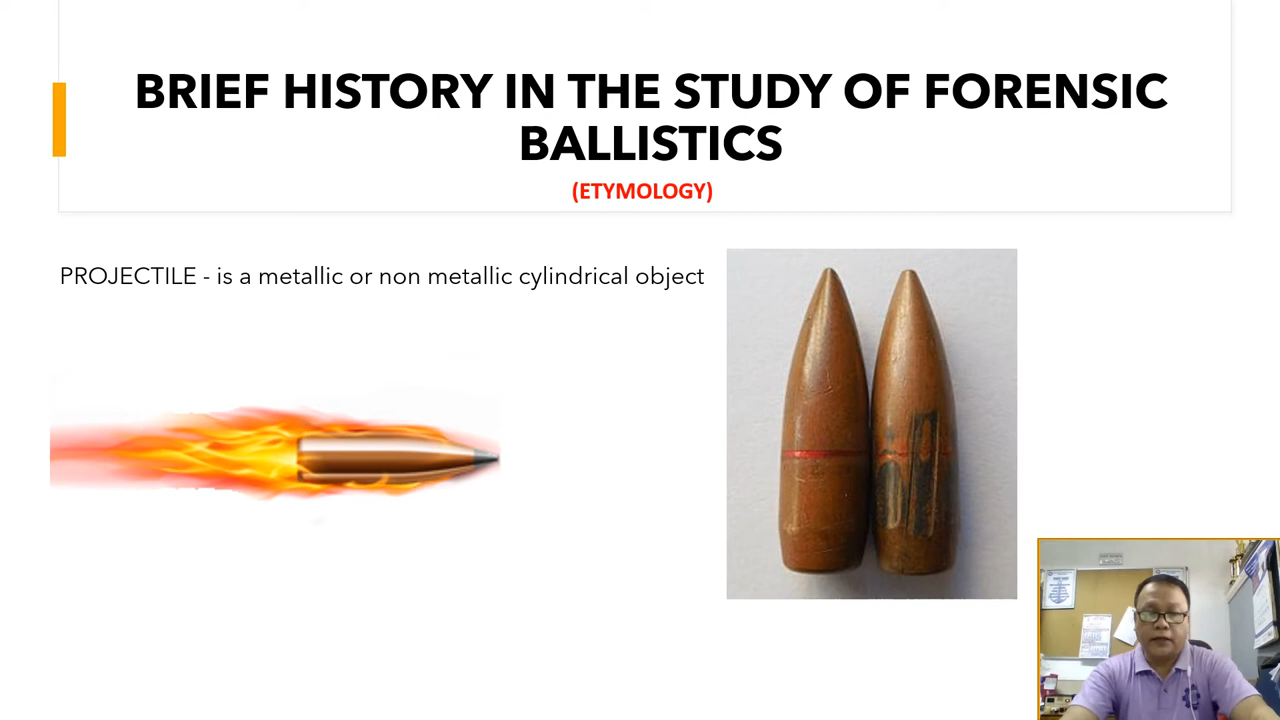 BRIEF HISTORY IN THE STUDY OF FORENSIC
BALLISTICS
(ETYMOLOGY)
PROJECTILE - is a metallic or non metallic cylindrical object